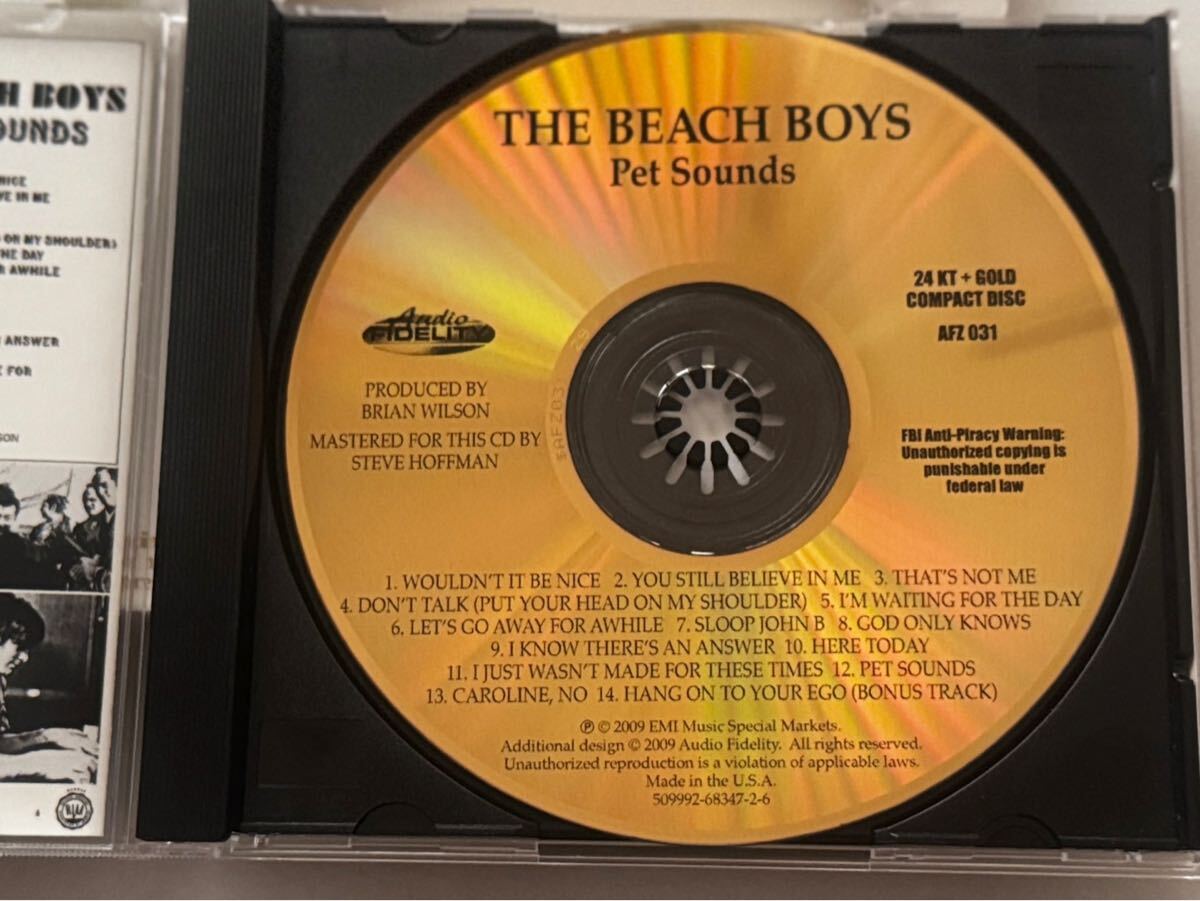 H BOYS
OUNDS
NICE
VE IN ME
ON MY SHOULDER)
HE DAY
R AWHILE
ANSWER
FOR
SON
THE BEACH BOYS
Pet Sounds
24 KT + GOLD
COMPACT DISC
AFZ 031
Audio
FIDELITY
PRODUCED BY
BRIAN WILSON
MASTERED FOR THIS CD BY
STEVE HOFFMAN
FBI Anti-Piracy Warning:
Unauthorized copying is
punishable under
federal law
1. WOULDN'T IT BE NICE 2. YOU STILL BELIEVE IN ME 3. THAT'S NOT ME
4. DON'T TALK (PUT YOUR HEAD ON MY SHOULDER) 5. I'M WAITING FOR THE DAY
6. LET'S GO AWAY FOR AWHILE 7. SLOOP JOHN B 8. GOD ONLY KNOWS
9. I KNOW THERE'S AN ANSWER 10. HERE TODAY
11. I JUST WASN'T MADE FOR THESE TIMES 12. PET SOUNDS
13. CAROLINE, NO 14. HANG ON TO YOUR EGO (BONUS TRACK)
℗ © 2009 EMI Music Special Markets.
Additional design © 2009 Audio Fidelity. All rights reserved.
Unauthorized reproduction is a violation of applicable laws.
Made in the U.S.A.
509992-68347-2-6